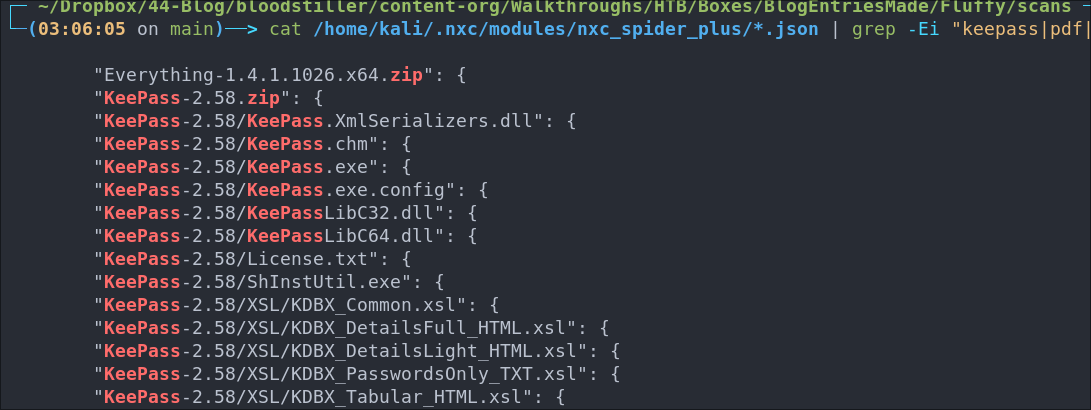 ~/Dropbox/44-Blog/bloodstiller/content-org/Walkthroughs/HTB/Boxes/BlogEntriesMade/Fluffy/scans
(03:06:05 on main)──> cat /home/kali/.nxc/modules/nxc_spider_plus/*.json | grep -Ei "keepass|pdf|
"Everything-1.4.1.1026.x64.zip": {
"KeePass-2.58.zip": {
"KeePass-2.58/KeePass.XmlSerializers.dll": {
"KeePass-2.58/KeePass.chm": {
"KeePass-2.58/KeePass.exe": {
"KeePass-2.58/KeePass.exe.config": {
"KeePass-2.58/KeePassLibC32.dll": {
"KeePass-2.58/KeePassLibC64.dll": {
"KeePass-2.58/License.txt": {
"KeePass-2.58/ShInstUtil.exe": {
"KeePass-2.58/XSL/KDBX_Common.xsl": {
"KeePass-2.58/XSL/KDBX_DetailsFull_HTML.xsl": {
"KeePass-2.58/XSL/KDBX_DetailsLight_HTML.xsl": {
"KeePass-2.58/XSL/KDBX_PasswordsOnly_TXT.xsl": {
"KeePass-2.58/XSL/KDBX_Tabular_HTML.xsl": {